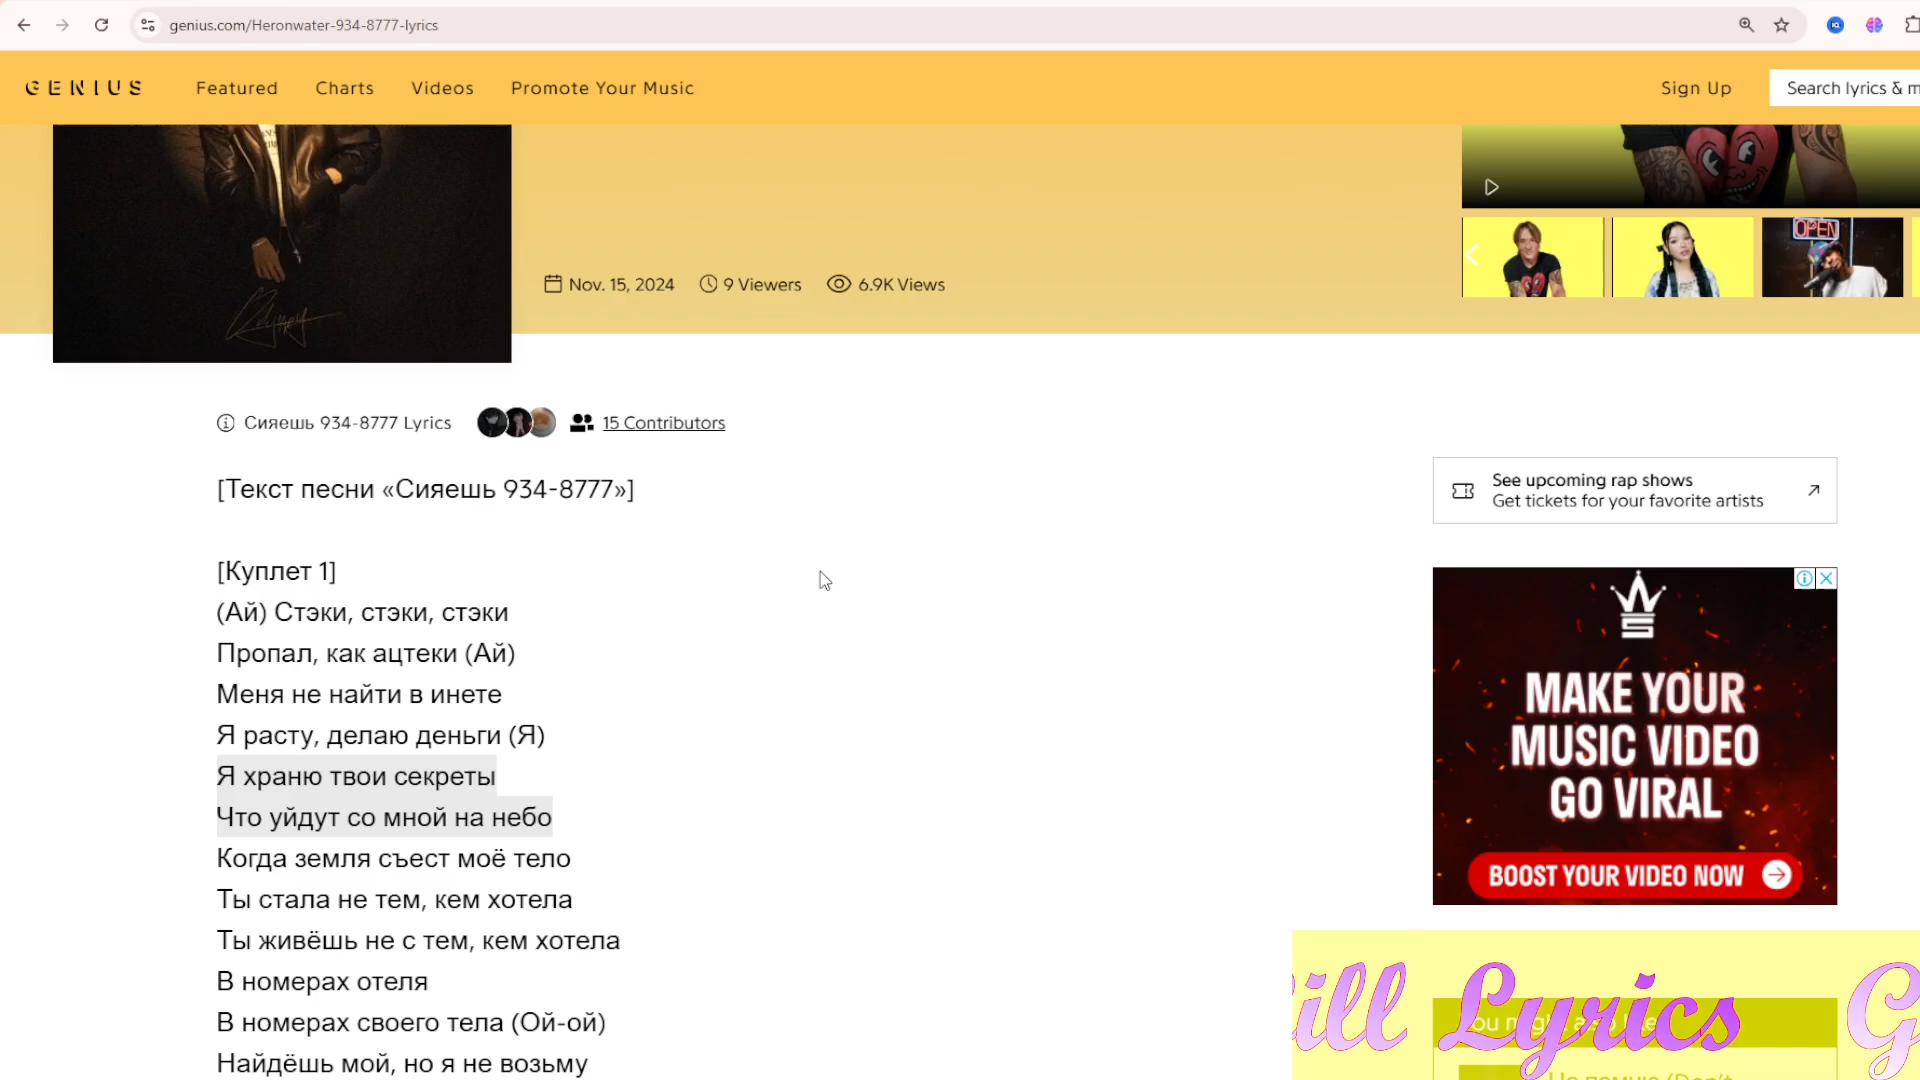 genius.com/Heronwater-934-8777-lyrics
GENIUS
Featured
Charts
Videos
Promote Your Music
Sign Up
Search lyrics & m
OPEN
Nov. 15, 2024
9 Viewers
6.9K Views
Сияешь 934-8777 Lyrics
15 Contributors
[Текст песни «Сияешь 934-8777»]
[Куплет 1]
(Ай) Стэки, стэки, стэки
Пропал, как ацтеки (Ай)
Меня не найти в инете
Я расту, делаю деньги (Я)
Я храню твои секреты
Что уйдут со мной на небо
Когда земля съест моё тело
Ты стала не тем, кем хотела
Ты живёшь не с тем, кем хотела
В номерах отеля
В номерах своего тела (Ой-ой)
Найдёшь мой, но я не возьму
See upcoming rap shows
Get tickets for your favorite artists
MAKE YOUR
MUSIC VIDEO
GO VIRAL
BOOST YOUR VIDEO NOW
ill Lyrics G